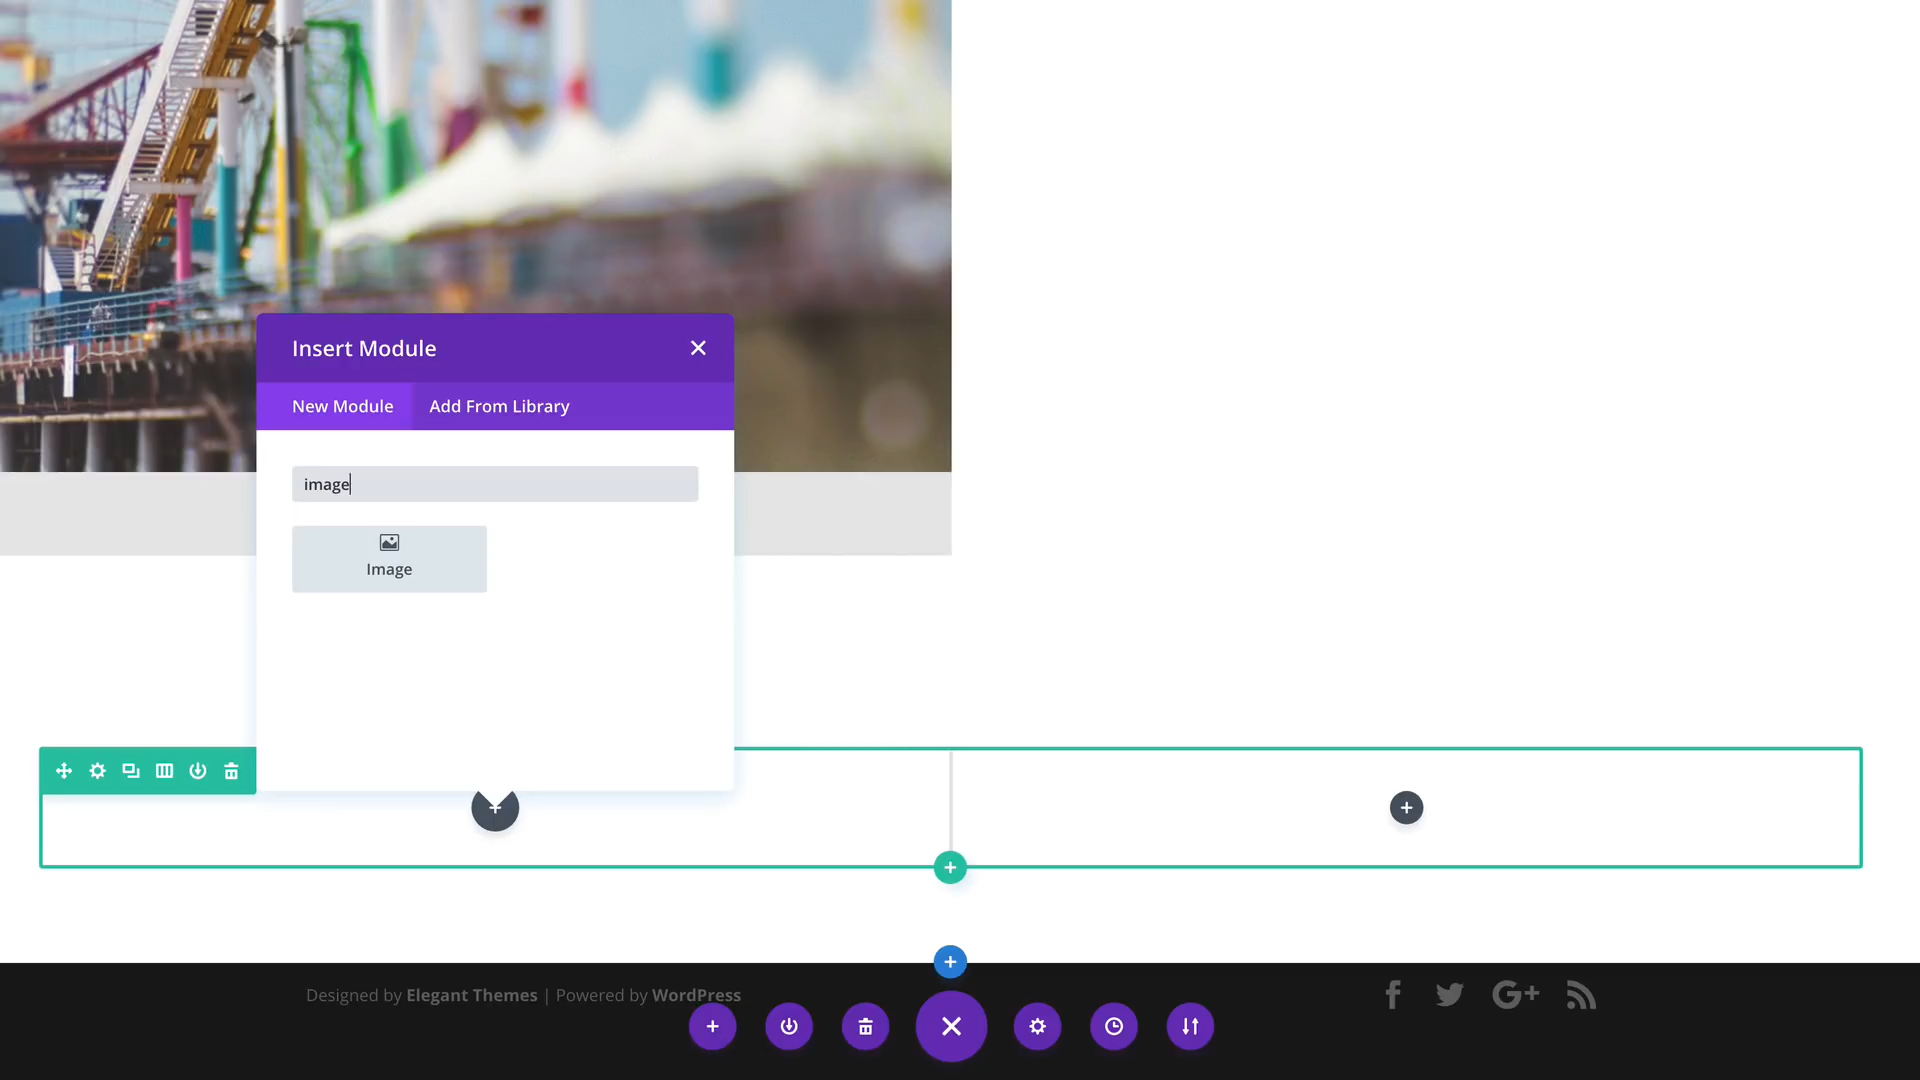 Insert Module
New Module
Add From Library
image
Image
Designed by Elegant Themes | Powered by WordPress